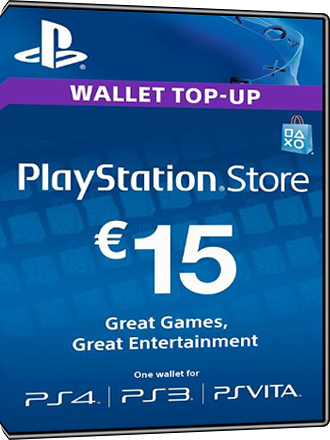 WALLET TOP-UP
PlayStation®Store
€15
Great Games,
Great Entertainment
One wallet for
PS4 | PS3 | PSVITA